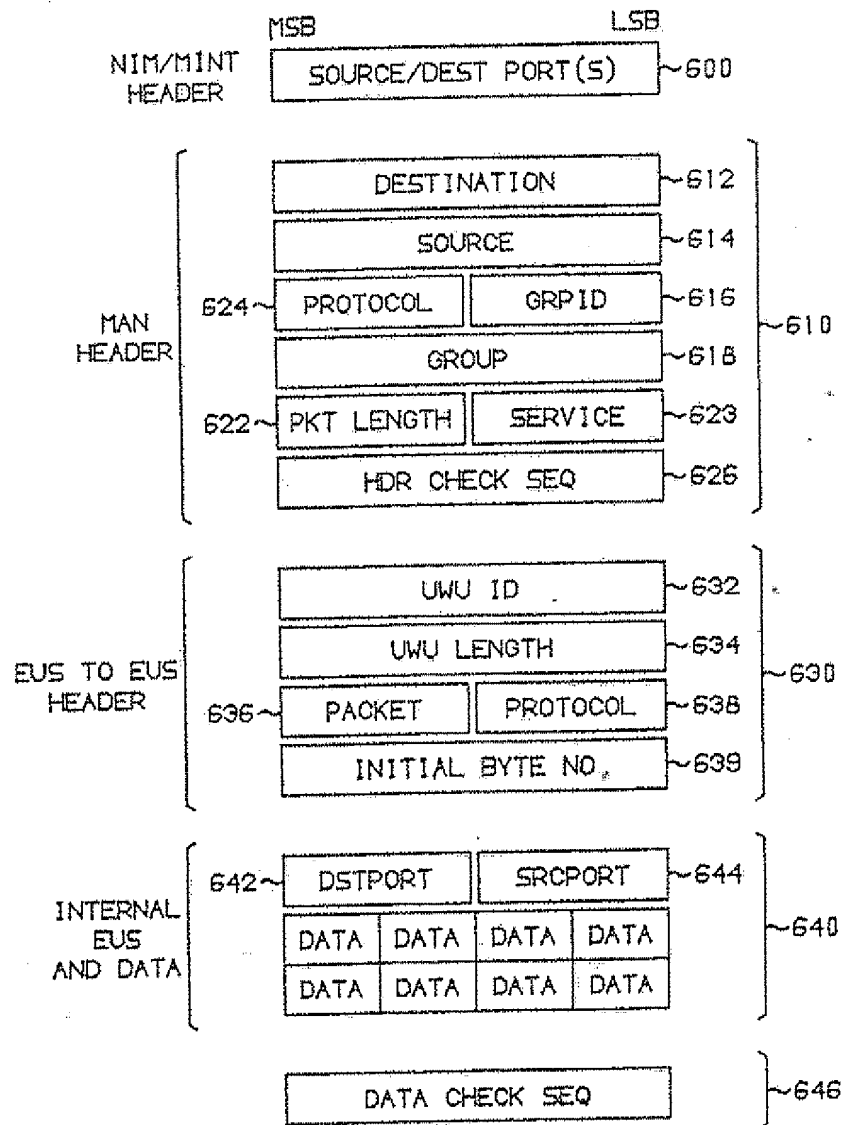 MSB LSB
NIM/MINT HEADER SOURCE/DEST PORT(S) 600
DESTINATION 612
SOURCE 614
624 PROTOCOL GRPID 616
MAN HEADER 610
GROUP 618
622 PKT LENGTH SERVICE 623
HDR CHECK SEQ 626
UWU ID 632
UWU LENGTH 634
EUS TO EUS HEADER 630
636 PACKET PROTOCOL 638
INITIAL BYTE NO. 639
642 DSTPORT SRCPORT 644
INTERNAL EUS AND DATA 640
DATA DATA DATA DATA
DATA DATA DATA DATA
DATA CHECK SEQ 646